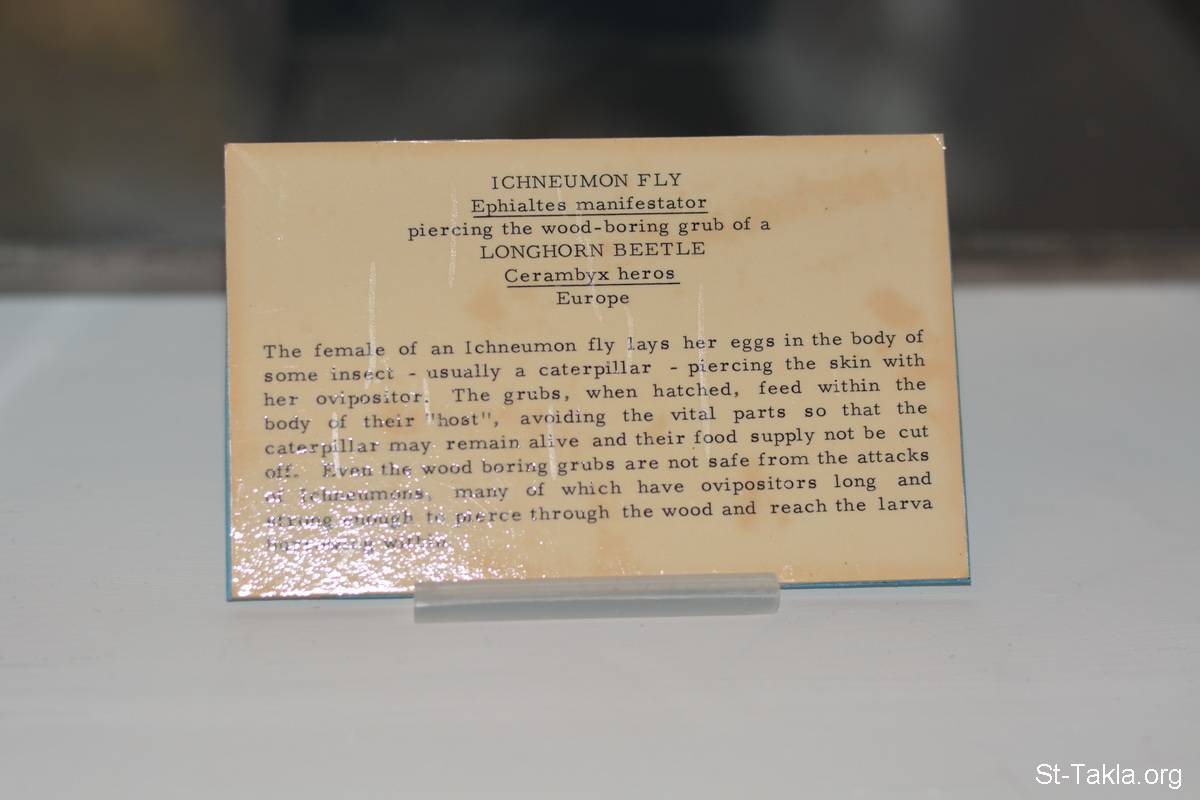 ICHNEUMON FLY
Ephialtes manifestator
piercing the wood-boring grub of a
LONGHORN BEETLE
Cerambyx heros
Europe
The female of an Ichneumon fly lays her eggs in the body of
some insect - usually a caterpillar - piercing the skin with
her ovipositor. The grubs, when hatched, feed within the
body of their "host", avoiding the vital parts so that the
caterpillar may remain alive and their food supply not be cut
off. Even the wood boring grubs are not safe from the attacks
of Ichneumons, many of which have ovipositors long and
strong enough to pierce through the wood and reach the larva
burrowing within.
St-Takla.org